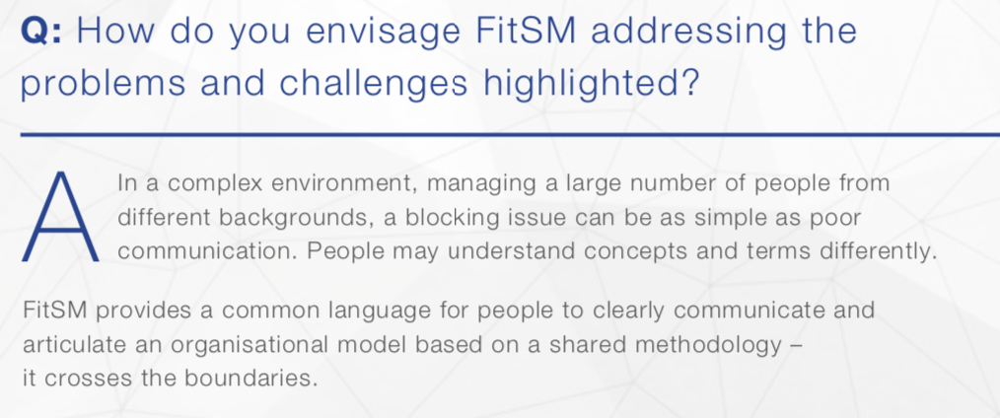 Q: How do you envisage FitSM addressing the
problems and challenges highlighted?
A In a complex environment, managing a large number of people from
different backgrounds, a blocking issue can be as simple as poor
communication. People may understand concepts and terms differently.
FitSM provides a common language for people to clearly communicate and
articulate an organisational model based on a shared methodology –
it crosses the boundaries.